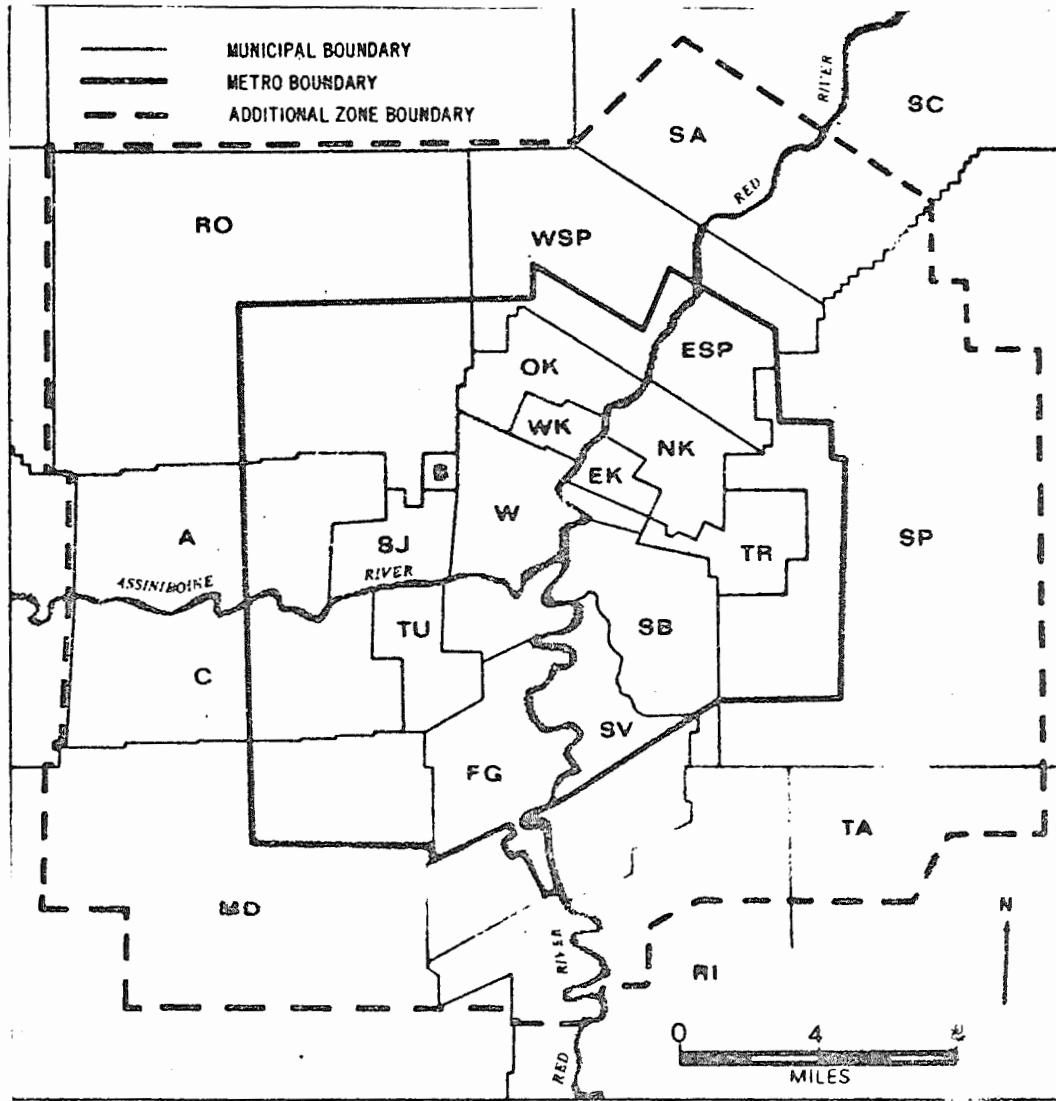 MUNICIPAL BOUNDARY
METRO BOUNDARY
ADDITIONAL ZONE BOUNDARY
RIVER
SC
SA
RED
RO
WSP
ESP
OK
WK
NK
EK
B
W
A
SJ
TR
SP
ASSINIBOINE
RIVER
TU
SB
C
SV
FG
TA
MD
N
RIVER
RI
0 4
MILES
RED